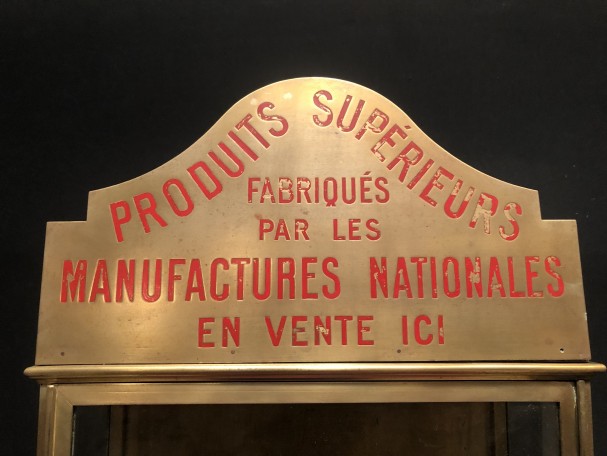 PRODUITS SUPÉRIEURS
FABRIQUÉS
PAR LES
MANUFACTURES NATIONALES
EN VENTE ICI